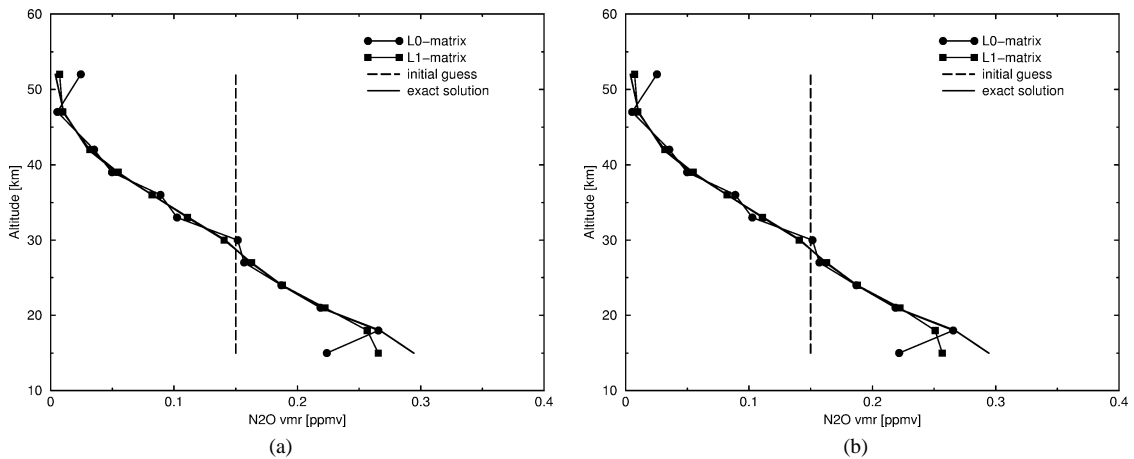 60
50
40
30
20
10
Altitude [km]
L0-matrix
L1-matrix
initial guess
exact solution
0
0.1
0.2
0.3
0.4
N2O vmr [ppmv]
(a)
60
50
40
30
20
10
Altitude [km]
L0-matrix
L1-matrix
initial guess
exact solution
0
0.1
0.2
0.3
0.4
N2O vmr [ppmv]
(b)